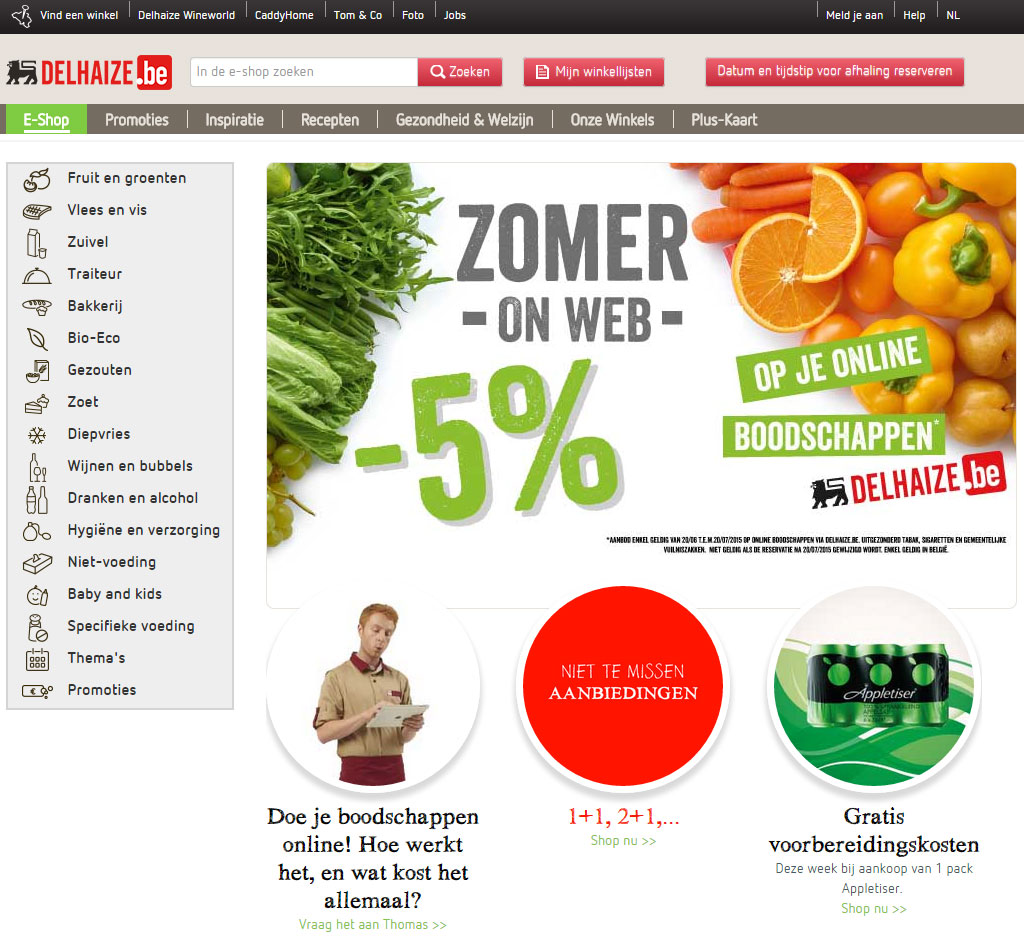 Vind een winkel
Delhaize Wineworld
CaddyHome
Tom & Co
Foto
Jobs
Meld je aan
Help
NL
DELHAIZE.be
In de e-shop zoeken
Zoeken
Mijn winkellijsten
Datum en tijdstip voor afhaling reserveren
E-Shop
Promoties
Inspiratie
Recepten
Gezondheid & Welzijn
Onze Winkels
Plus-Kaart
Fruit en groenten
Vlees en vis
Zuivel
Traiteur
Bakkerij
Bio-Eco
Gezouten
Zoet
Diepvries
Wijnen en bubbels
Dranken en alcohol
Hygiëne en verzorging
Niet-voeding
Baby and kids
Specifieke voeding
Thema's
Promoties
ZOMER
- ON WEB -
-5%
OP JE ONLINE
BOODSCHAPPEN*
DELHAIZE.be
*AANBOD ENKEL GELDIG VAN 20/06 T.E.M.20/07/2015 OP ONLINE BOODSCHAPPEN VIA DELHAIZE.BE. UITGEZONDERD TABAK, SIGARETTEN EN GEMEENTELIJKE
VUILNISZAKKEN. NIET GELDIG ALS DE RESERVATIE NA 20/07/2015 GEWIJZIGD WORDT. ENKEL GELDIG IN BELGIË.
NIET TE MISSEN
AANBIEDINGEN
Appletiser
Doe je boodschappen
online! Hoe werkt
het, en wat kost het
allemaal?
Vraag het aan Thomas >>
1+1, 2+1,...
Shop nu >>
Gratis
voorbereidingskosten
Deze week bij aankoop van 1 pack
Appletiser.
Shop nu >>